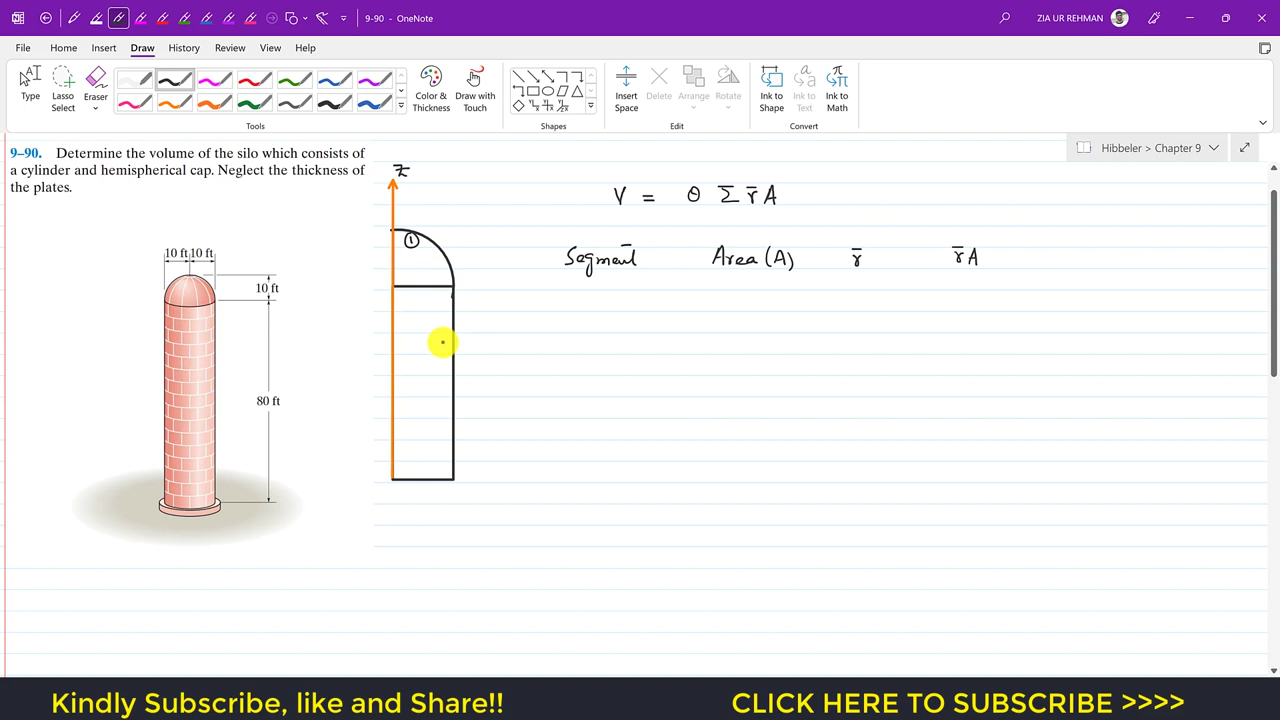 9-90 - OneNote
ZIA UR REHMAN
File Home Insert Draw History Review View Help
Type
Lasso Select
Eraser
Color & Thickness
Draw with Touch
Insert Space
Delete
Arrange
Rotate
Ink to Shape
Ink to Text
Ink to Math
Tools
Shapes
Edit
Convert
Hibbeler > Chapter 9
9–90. Determine the volume of the silo which consists of
a cylinder and hemispherical cap. Neglect the thickness of
the plates.
10 ft 10 ft
10 ft
80 ft
z
①
V = θ Σ r̄ A
Segment Area (A) r̄ r̄ A
Kindly Subscribe, like and Share!!
CLICK HERE TO SUBSCRIBE >>>>